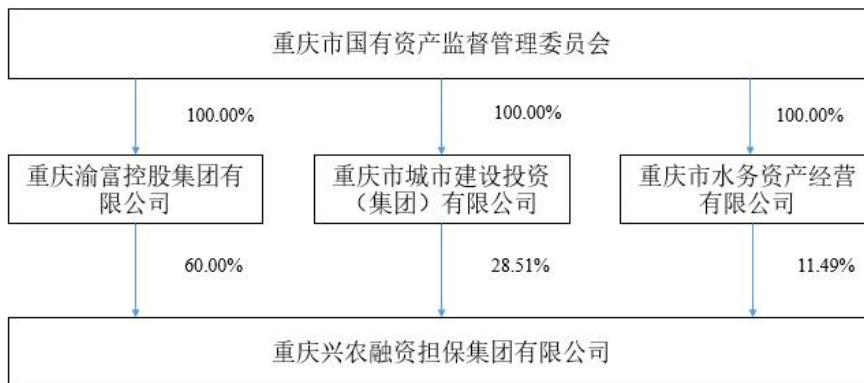 重庆市国有资产监督管理委员会
100.00%
100.00%
100.00%
重庆渝富控股集团有
限公司
重庆市城市建设投资
（集团）有限公司
重庆市水务资产经营
有限公司
60.00%
28.51%
11.49%
重庆兴农融资担保集团有限公司